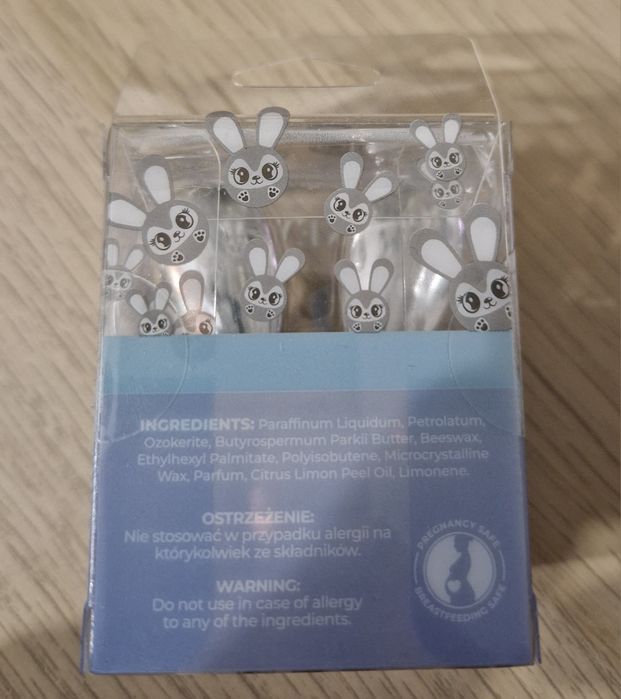 INGREDIENTS: Paraffinum Liquidum, Petrolatum,
Ozokerite, Butyrospermum Parkii Butter, Beeswax,
Ethylhexyl Palmitate, Polyisobutene, Microcrystalline
Wax, Parfum, Citrus Limon Peel Oil, Limonene.
OSTRZEŻENIE:
Nie stosować w przypadku alergii na
którykolwiek ze składników.
WARNING:
Do not use in case of allergy
to any of the ingredients.
PREGNANCY SAFE
BREASTFEEDING SAFE